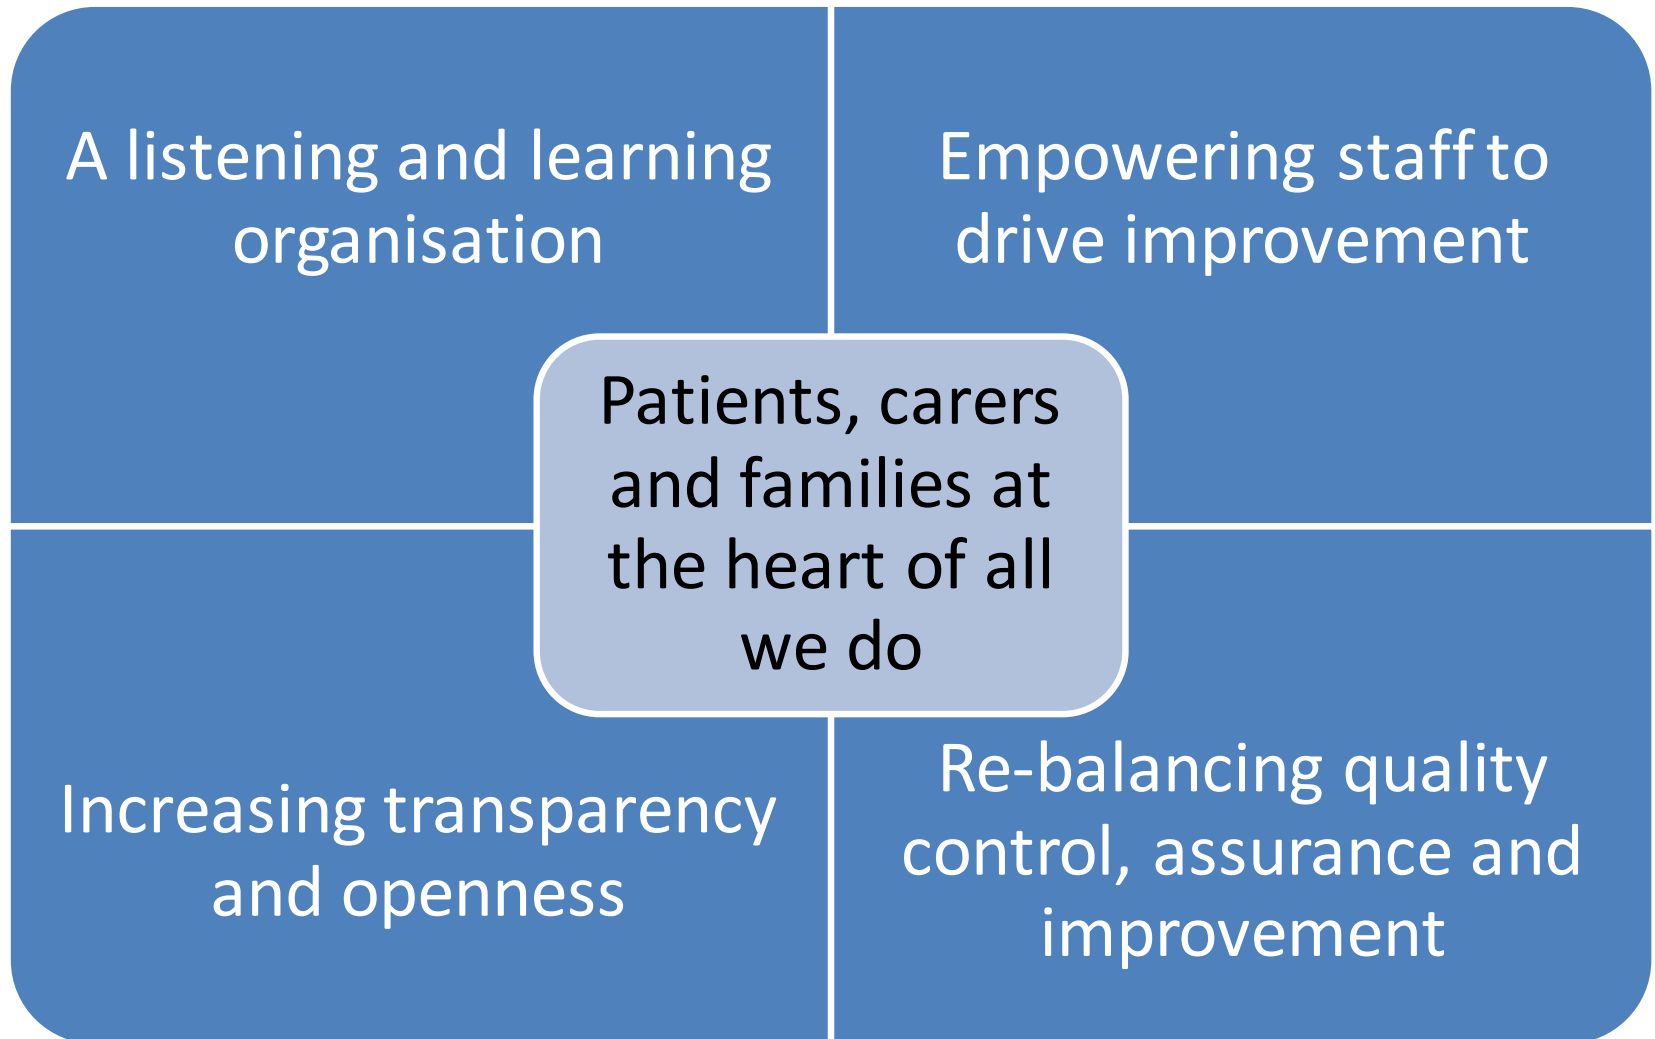 A listening and learning
organisation
Empowering staff to
drive improvement
Patients, carers
and families at
the heart of all
we do
Increasing transparency
and openness
Re-balancing quality
control, assurance and
improvement